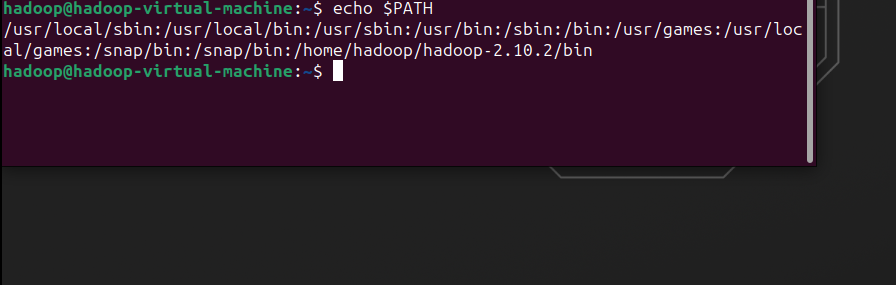 hadoop@hadoop-virtual-machine:~$ echo $PATH
/usr/local/sbin:/usr/local/bin:/usr/sbin:/usr/bin:/sbin:/bin:/usr/games:/usr/loc
al/games:/snap/bin:/snap/bin:/home/hadoop/hadoop-2.10.2/bin
hadoop@hadoop-virtual-machine:~$